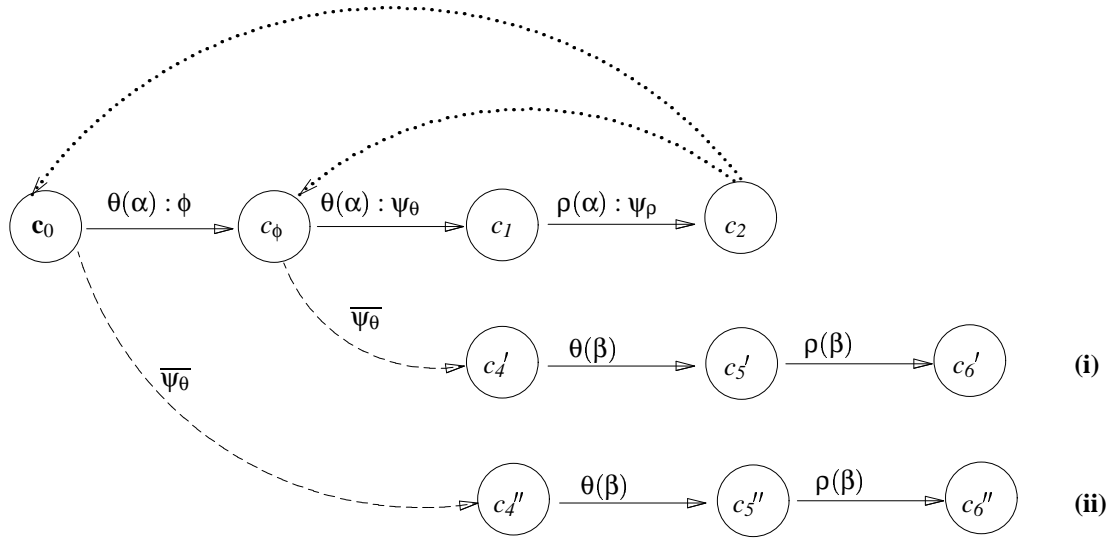 θ(α) : ϕ θ(α) : ψθ ρ(α) : ψρ
c0 cϕ c1 c2
ψθ
θ(β) ρ(β)
c4′ c5′ c6′ (i)
ψθ
θ(β) ρ(β)
c4″ c5″ c6″ (ii)